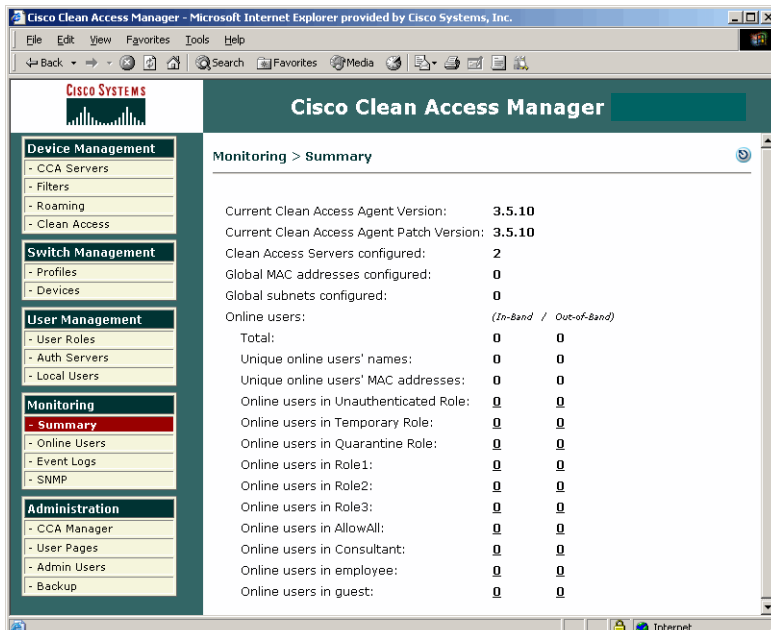 Cisco Clean Access Manager - Microsoft Internet Explorer provided by Cisco Systems, Inc.
File Edit View Favorites Tools Help
Back Search Favorites Media
CISCO SYSTEMS
Cisco Clean Access Manager
Device Management
- CCA Servers
- Filters
- Roaming
- Clean Access
Switch Management
- Profiles
- Devices
User Management
- User Roles
- Auth Servers
- Local Users
Monitoring
- Summary
- Online Users
- Event Logs
- SNMP
Administration
- CCA Manager
- User Pages
- Admin Users
- Backup
Monitoring > Summary
Current Clean Access Agent Version: 3.5.10
Current Clean Access Agent Patch Version: 3.5.10
Clean Access Servers configured: 2
Global MAC addresses configured: 0
Global subnets configured: 0
Online users: (In-Band / Out-of-Band)
Total: 0 0
Unique online users' names: 0 0
Unique online users' MAC addresses: 0 0
Online users in Unauthenticated Role: 0 0
Online users in Temporary Role: 0 0
Online users in Quarantine Role: 0 0
Online users in Role1: 0 0
Online users in Role2: 0 0
Online users in Role3: 0 0
Online users in AllowAll: 0 0
Online users in Consultant: 0 0
Online users in employee: 0 0
Online users in guest: 0 0
Internet